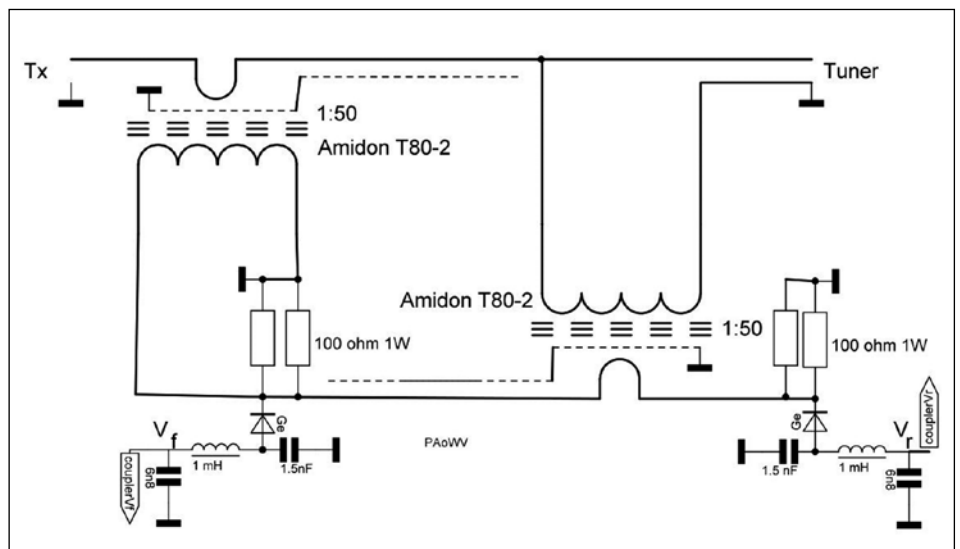 Tx
Tuner
1:50
Amidon T80-2
Amidon T80-2
1:50
100 ohm 1W
100 ohm 1W
Ge
Ge
Vf
PAoWV
Vr
couplerVr
1 mH
1.5nF
1.5 nF
1 mH
6n8
6n8
couplerVf